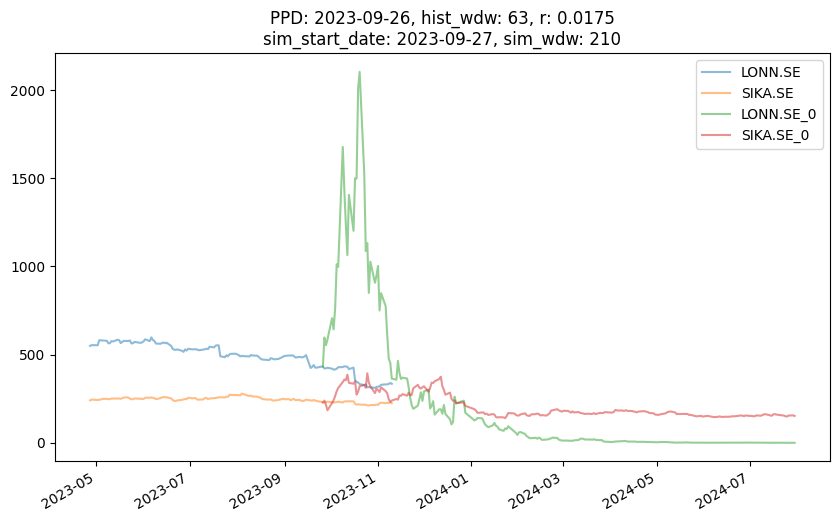 PPD: 2023-09-26, hist_wdw: 63, r: 0.0175
sim_start_date: 2023-09-27, sim_wdw: 210
LONN.SE
SIKA.SE
LONN.SE_0
SIKA.SE_0
2000
1500
1000
500
0
2023-05
2023-07
2023-09
2023-11
2024-01
2024-03
2024-05
2024-07